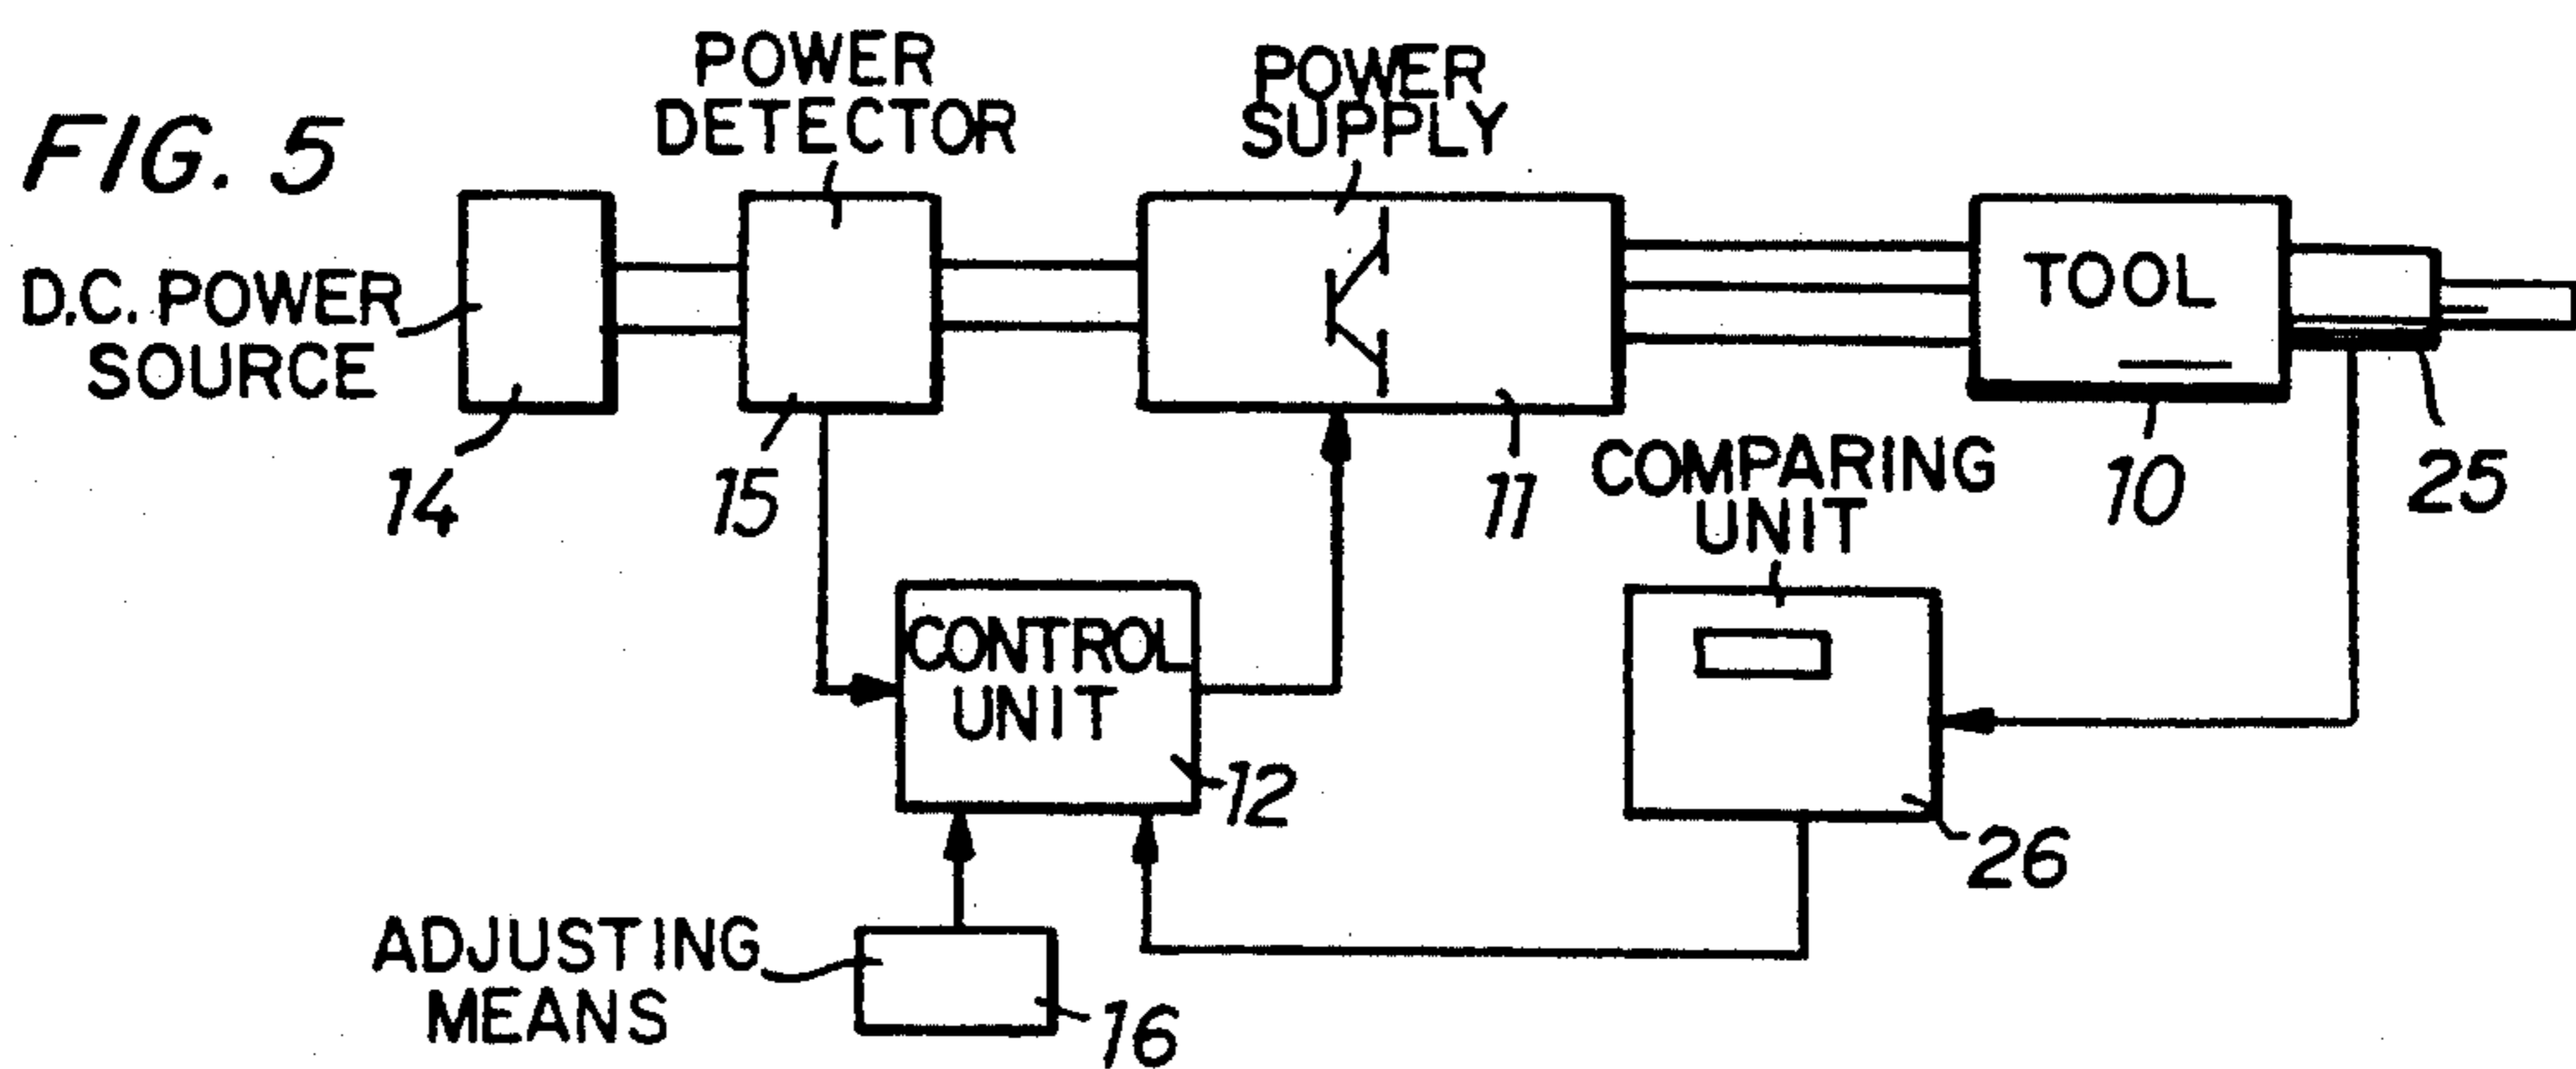 FIG. 5
POWER
DETECTOR
POWER
SUPPLY
D.C. POWER
SOURCE
TOOL
14
15
11
10
25
COMPARING
UNIT
CONTROL
UNIT
12
26
ADJUSTING
MEANS
16